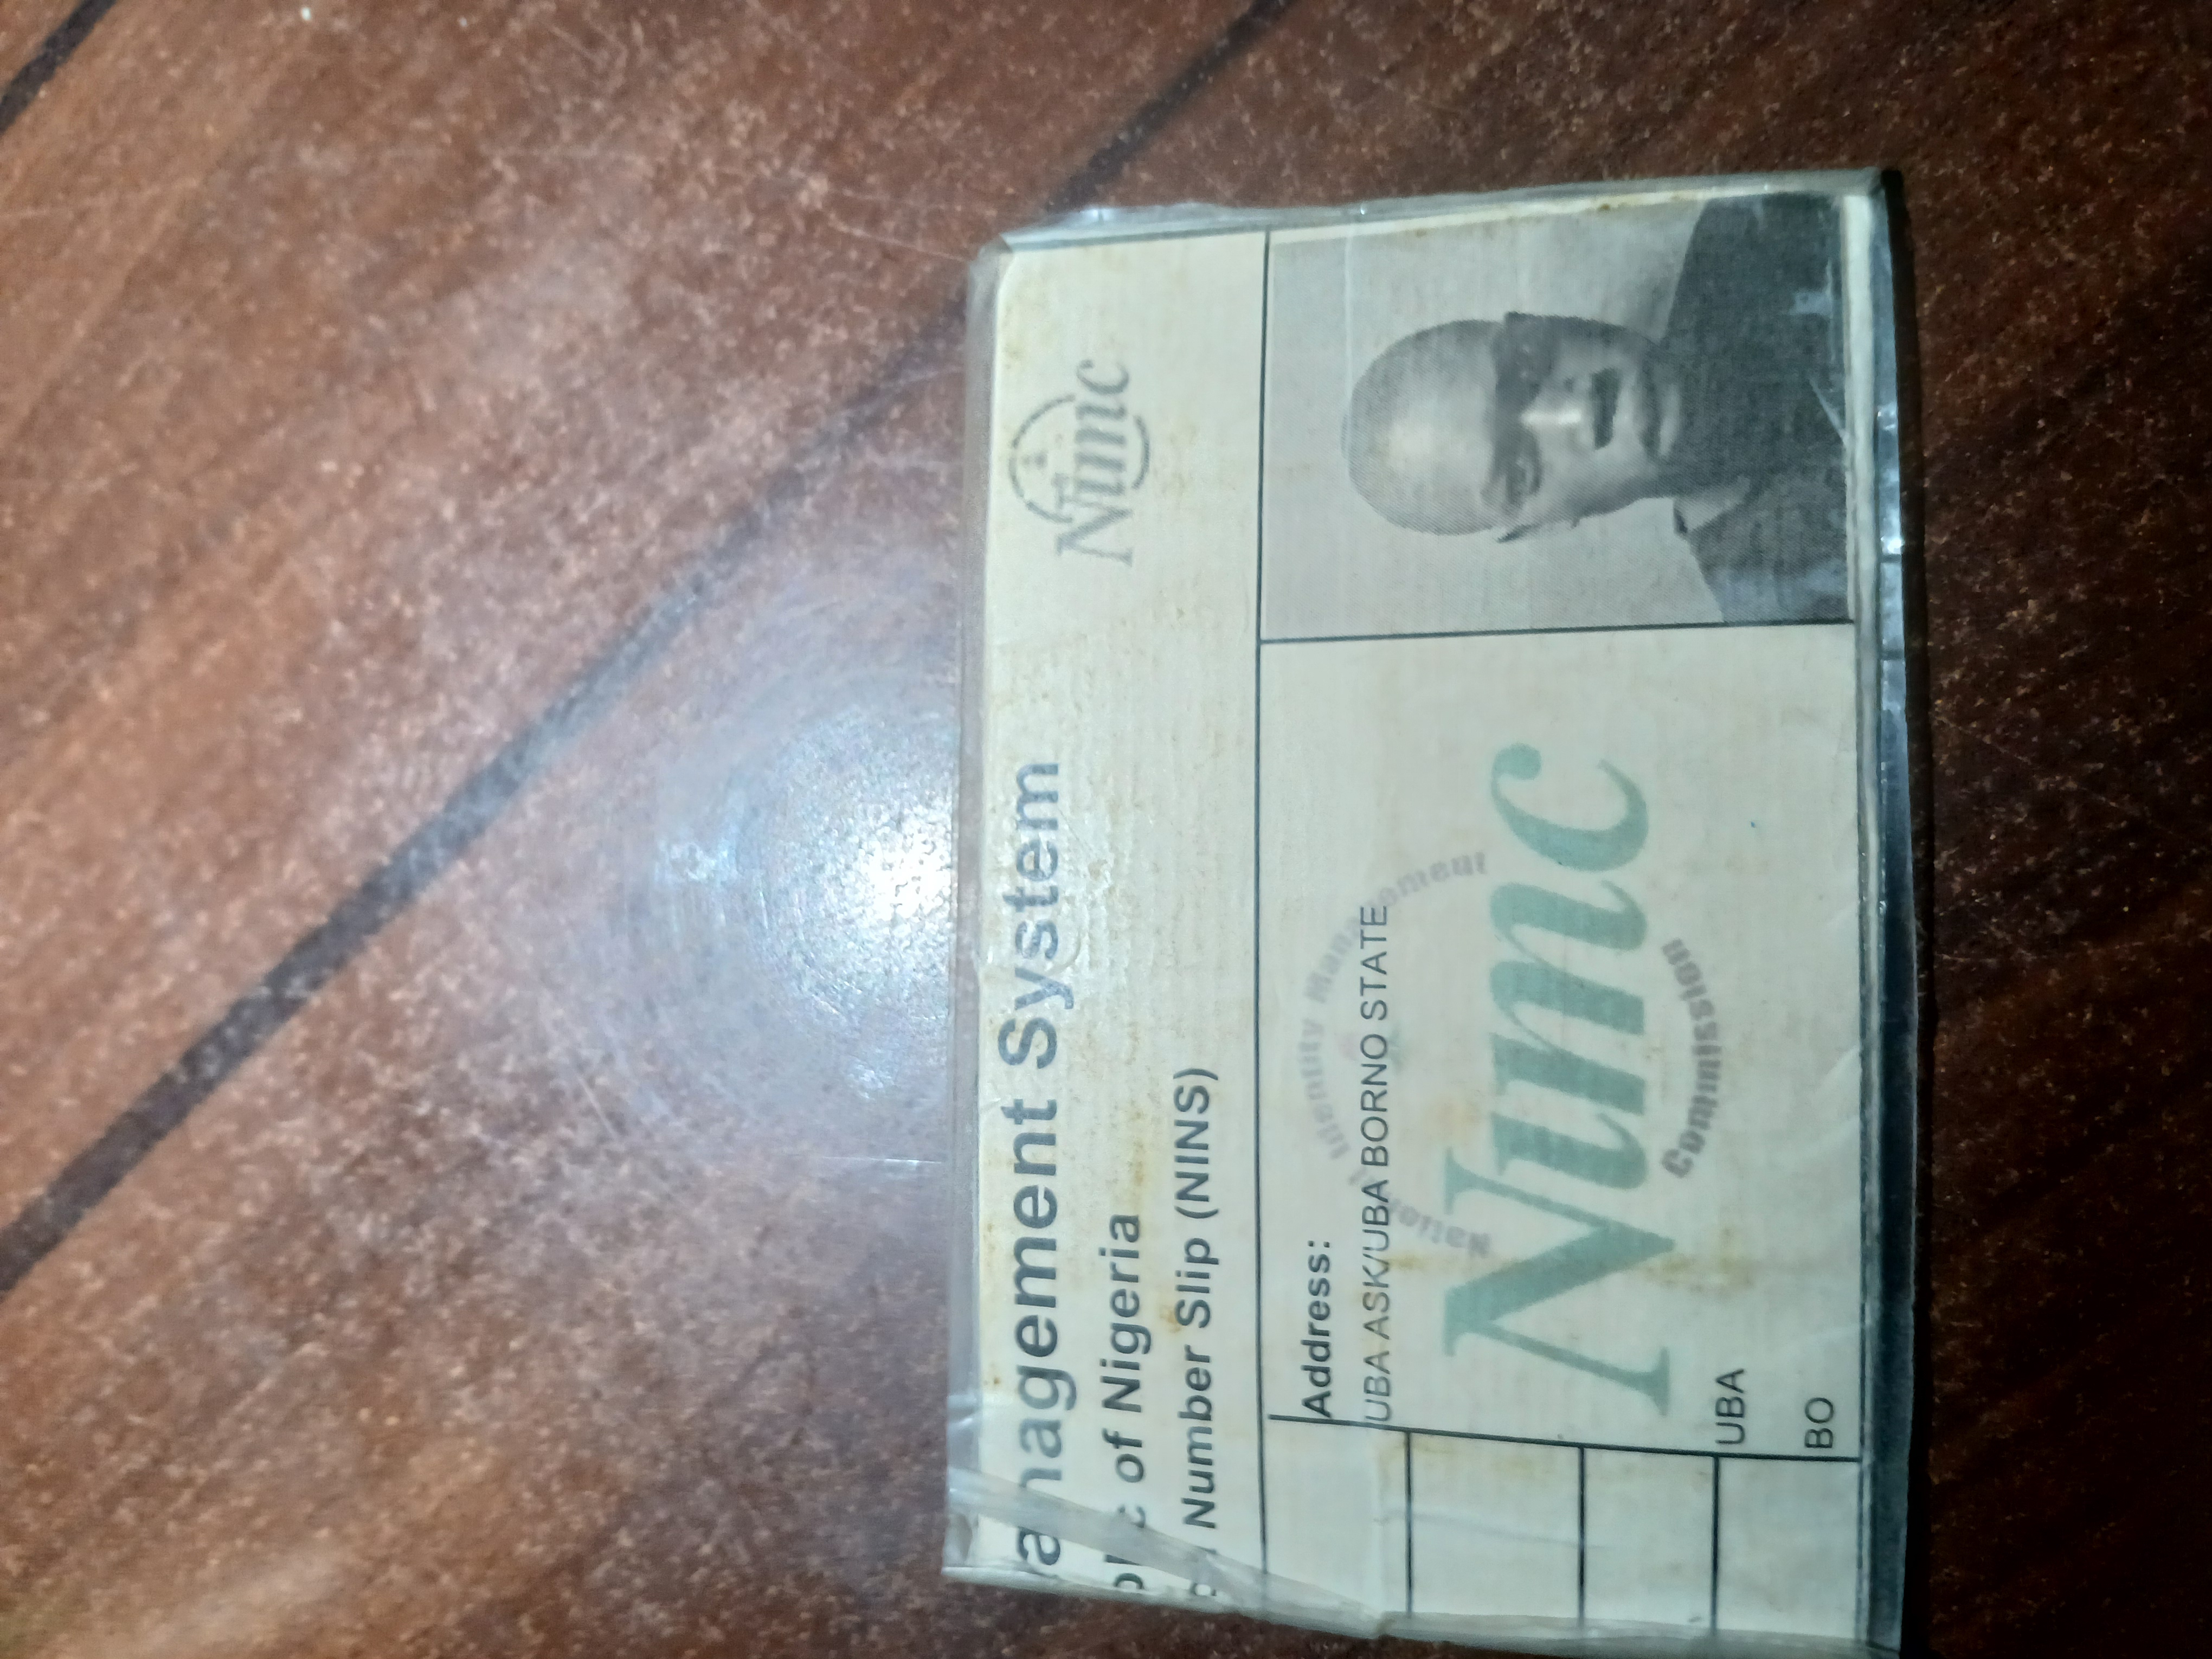 anagement System
of Nigeria
Number Slip (NINS)
Nimc
Address:
UBA ASK/UBA BORNO STATE
National Identity Management
Nimc
Commission
UBA
BO